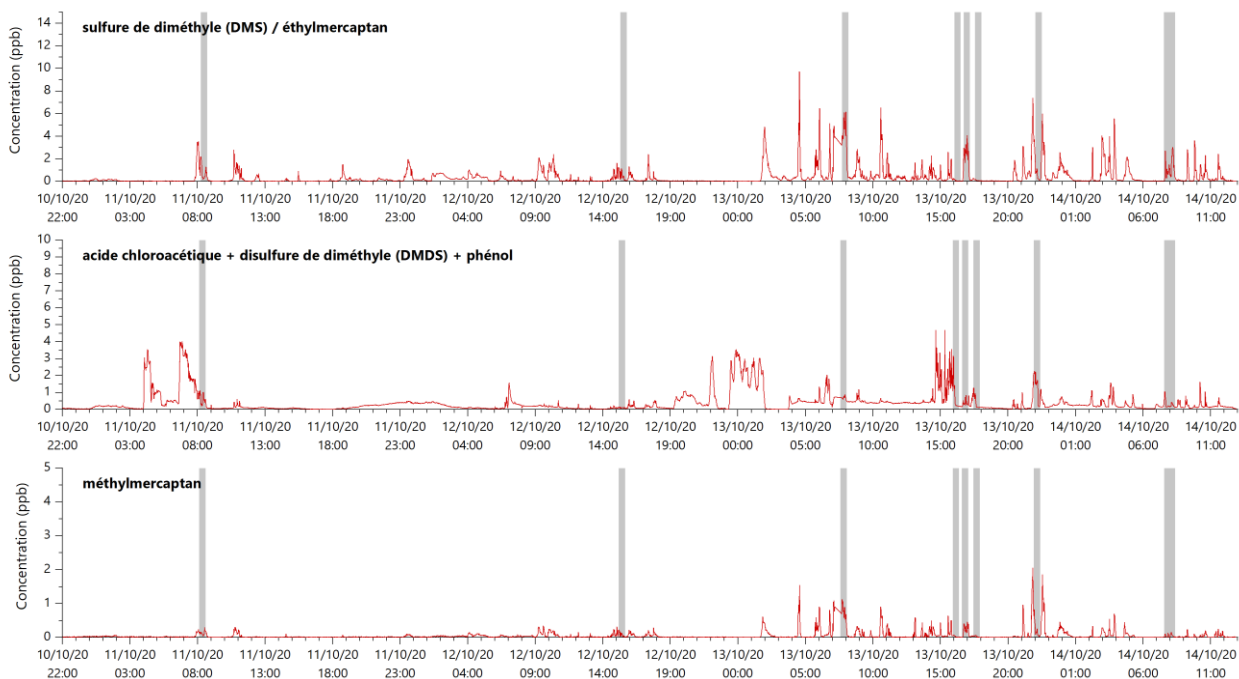 sulfure de diméthyle (DMS) / éthylmercaptan
Concentration (ppb)
14
12
10
8
6
4
2
0
10/10/20 11/10/20 11/10/20 11/10/20 11/10/20 11/10/20 12/10/20 12/10/20 12/10/20 12/10/20 13/10/20 13/10/20 13/10/20 13/10/20 13/10/20 14/10/20 14/10/20 14/10/20
22:00 03:00 08:00 13:00 18:00 23:00 04:00 09:00 14:00 19:00 00:00 05:00 10:00 15:00 20:00 01:00 06:00 11:00
acide chloroacétique + disulfure de diméthyle (DMDS) + phénol
Concentration (ppb)
10
9
8
7
6
5
4
3
2
1
0
10/10/20 11/10/20 11/10/20 11/10/20 11/10/20 11/10/20 12/10/20 12/10/20 12/10/20 12/10/20 13/10/20 13/10/20 13/10/20 13/10/20 13/10/20 14/10/20 14/10/20 14/10/20
22:00 03:00 08:00 13:00 18:00 23:00 04:00 09:00 14:00 19:00 00:00 05:00 10:00 15:00 20:00 01:00 06:00 11:00
méthylmercaptan
Concentration (ppb)
5
4
3
2
1
0
10/10/20 11/10/20 11/10/20 11/10/20 11/10/20 11/10/20 12/10/20 12/10/20 12/10/20 12/10/20 13/10/20 13/10/20 13/10/20 13/10/20 13/10/20 14/10/20 14/10/20 14/10/20
22:00 03:00 08:00 13:00 18:00 23:00 04:00 09:00 14:00 19:00 00:00 05:00 10:00 15:00 20:00 01:00 06:00 11:00